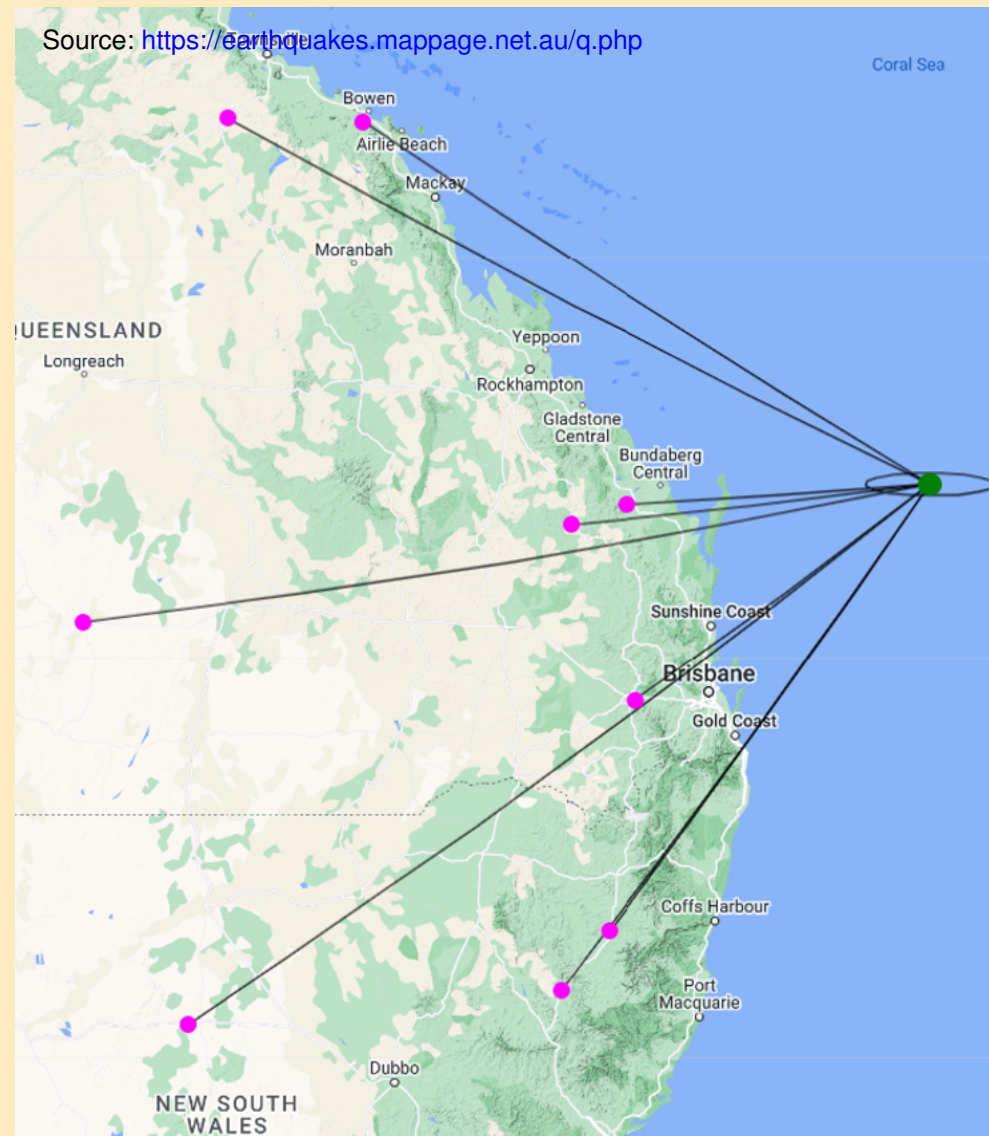 Source: https://earthquakes.mappage.net.au/q.php
Coral Sea
Bowen
Airlie Beach
Mackay
Moranbah
UEENSLAND
Longreach
Yeppoon
Rockhampton
Gladstone
Central
Bundaberg
Central
Sunshine Coast
Brisbane
Gold Coast
Coffs Harbour
Port
Macquarie
Dubbo
NEW SOUTH
WALES